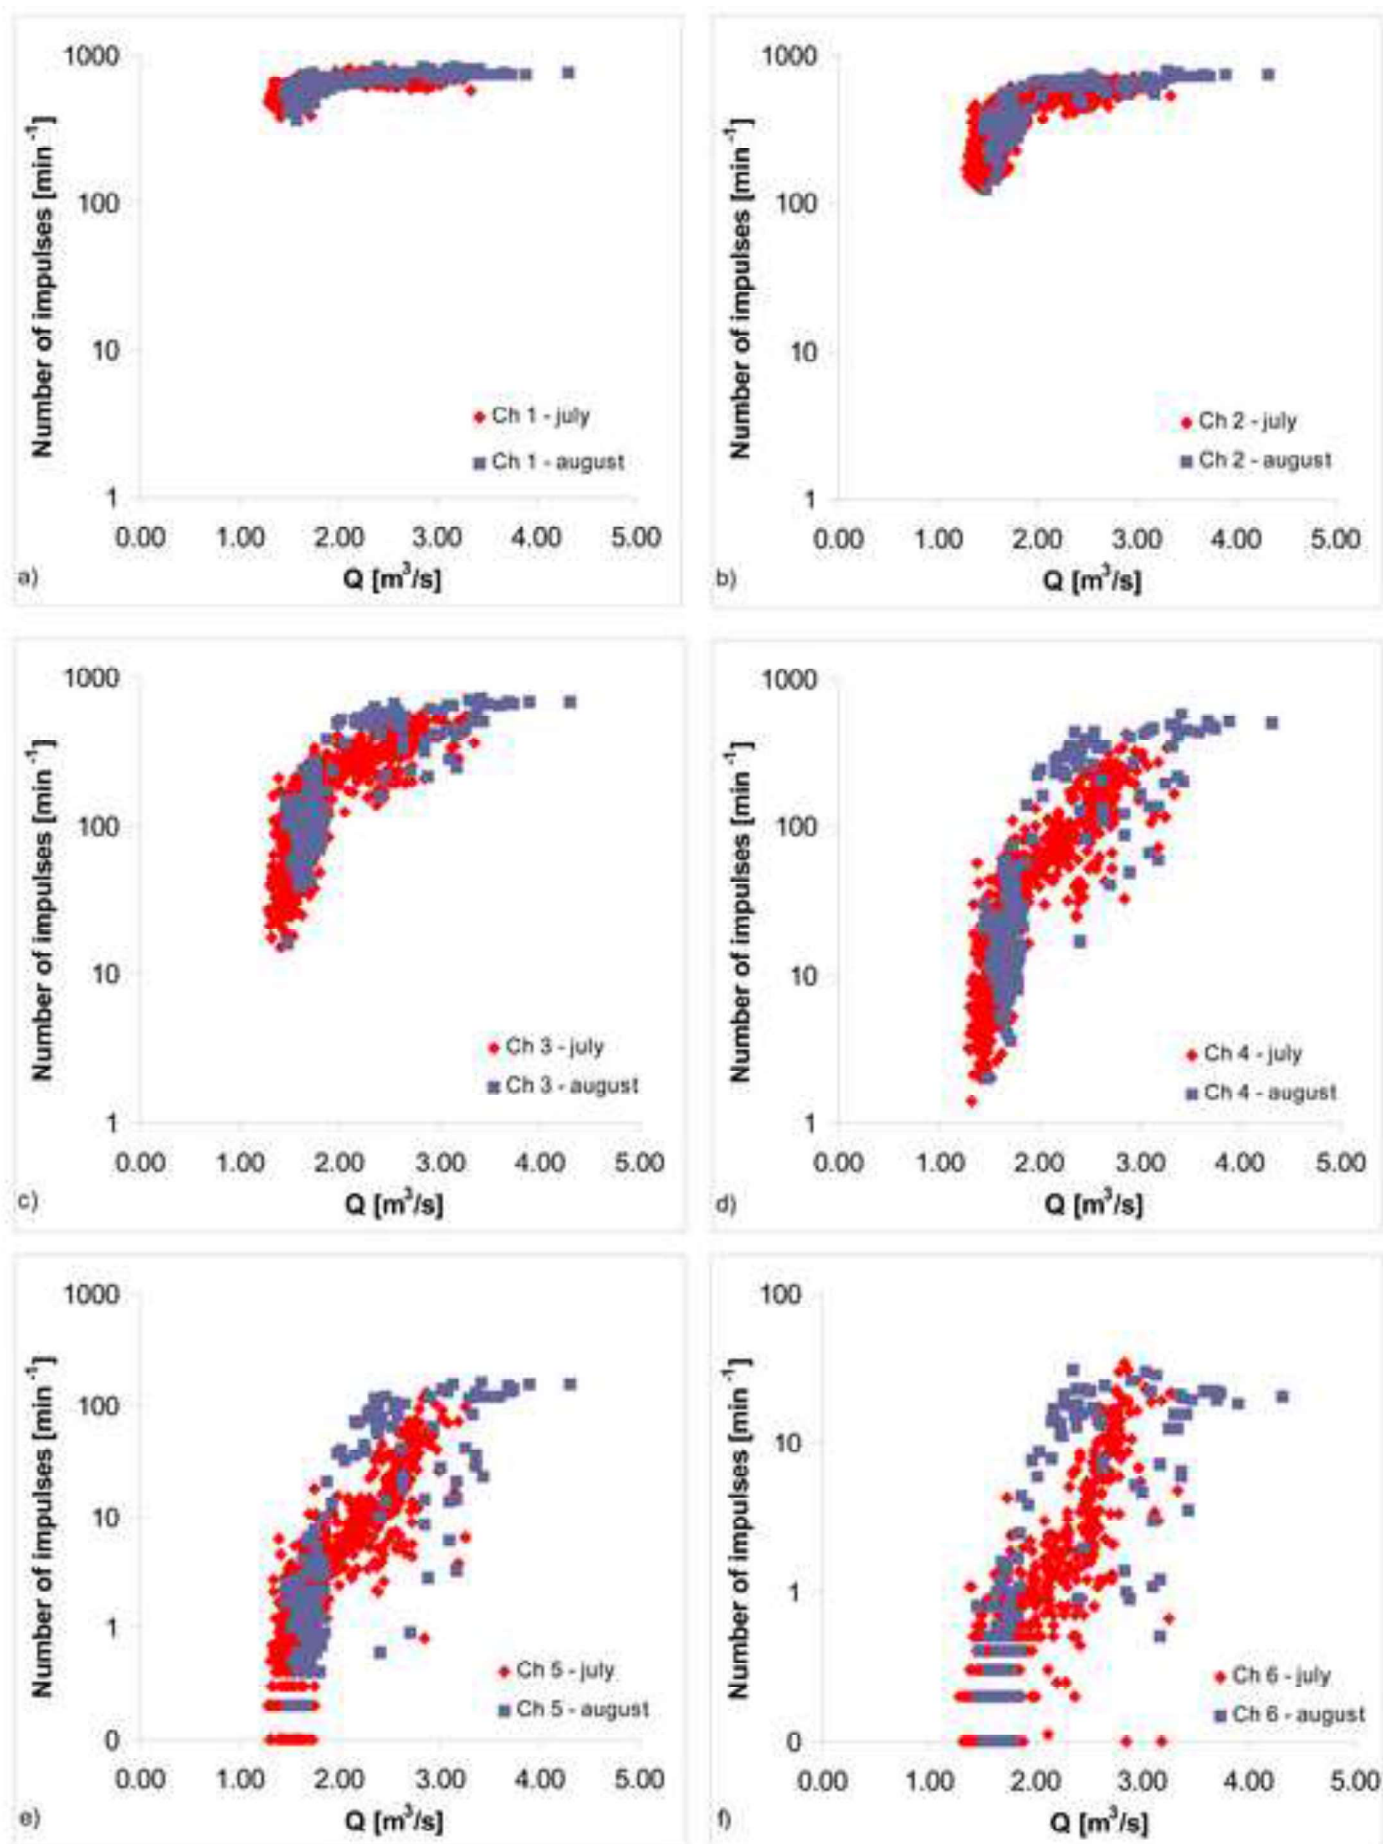 1000
100
10
1
Number of impulses [min⁻¹]
Ch 1 - july
Ch 1 - august
0.00 1.00 2.00 3.00 4.00 5.00
Q [m³/s]
a)
1000
100
10
1
Number of impulses [min⁻¹]
Ch 2 - july
Ch 2 - august
0.00 1.00 2.00 3.00 4.00 5.00
Q [m³/s]
b)
1000
100
10
1
Number of impulses [min⁻¹]
Ch 3 - july
Ch 3 - august
0.00 1.00 2.00 3.00 4.00 5.00
Q [m³/s]
c)
1000
100
10
1
Number of impulses [min⁻¹]
Ch 4 - july
Ch 4 - august
0.00 1.00 2.00 3.00 4.00 5.00
Q [m³/s]
d)
1000
100
10
1
0
Number of impulses [min⁻¹]
Ch 5 - july
Ch 5 - august
0.00 1.00 2.00 3.00 4.00 5.00
Q [m³/s]
e)
100
10
1
0
Number of impulses [min⁻¹]
Ch 6 - july
Ch 6 - august
0.00 1.00 2.00 3.00 4.00 5.00
Q [m³/s]
f)